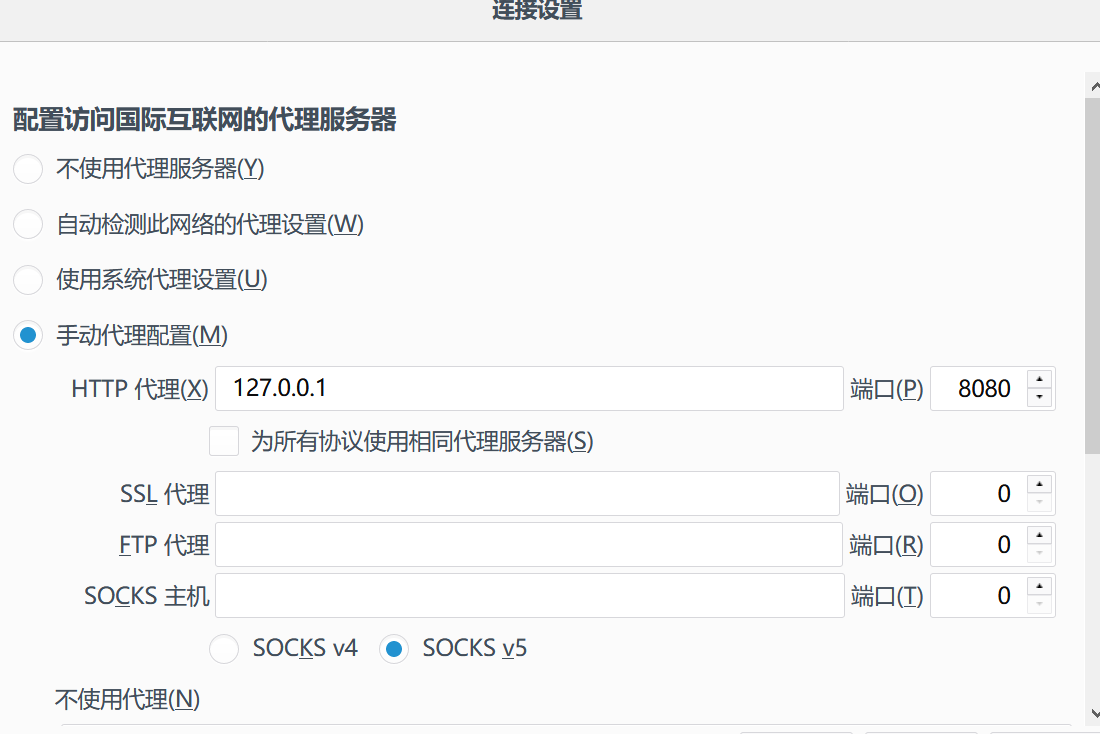 连接设置
配置访问国际互联网的代理服务器
不使用代理服务器(Y)
自动检测此网络的代理设置(W)
使用系统代理设置(U)
手动代理配置(M)
HTTP 代理(X) 127.0.0.1 端口(P) 8080
为所有协议使用相同代理服务器(S)
SSL 代理 端口(O) 0
FTP 代理 端口(R) 0
SOCKS 主机 端口(T) 0
SOCKS v4 SOCKS v5
不使用代理(N)